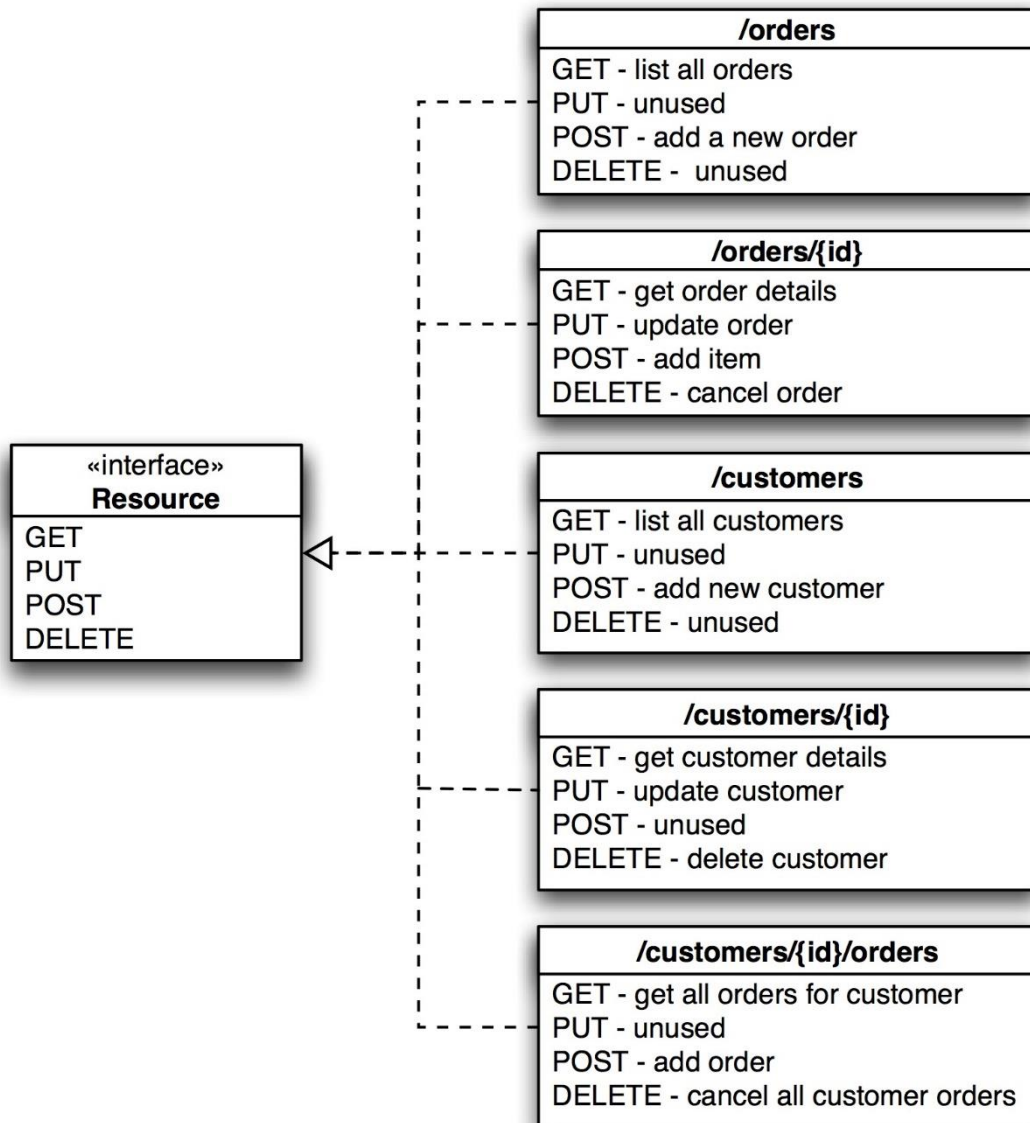 /orders
GET - list all orders
PUT - unused
POST - add a new order
DELETE -  unused
/orders/{id}
GET - get order details
PUT - update order
POST - add item
DELETE - cancel order
«interface»
Resource
GET
PUT
POST
DELETE
/customers
GET - list all customers
PUT - unused
POST - add new customer
DELETE - unused
/customers/{id}
GET - get customer details
PUT - update customer
POST - unused
DELETE - delete customer
/customers/{id}/orders
GET - get all orders for customer
PUT - unused
POST - add order
DELETE - cancel all customer orders